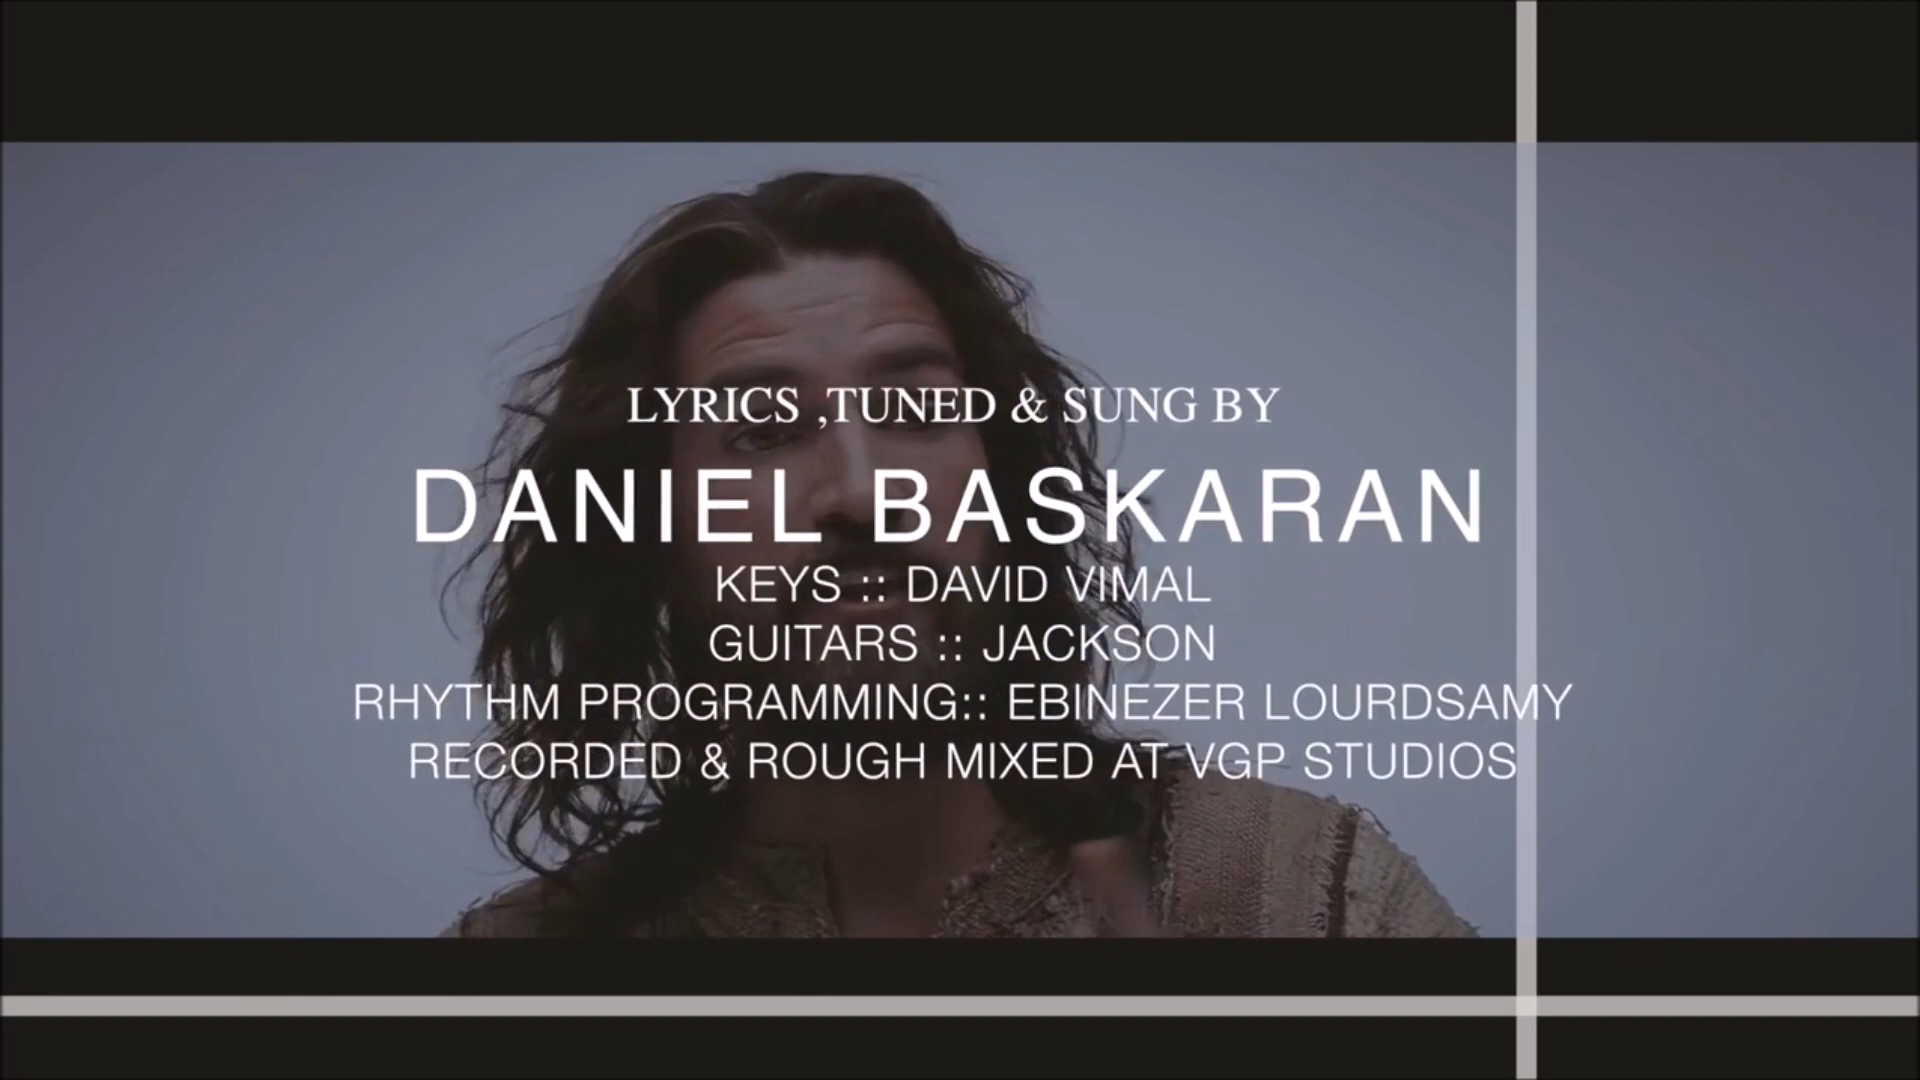 LYRICS ,TUNED & SUNG BY
DANIEL BASKARAN
KEYS :: DAVID VIMAL
GUITARS :: JACKSON
RHYTHM PROGRAMMING:: EBINEZER LOURDSAMY
RECORDED & ROUGH MIXED AT VGP STUDIOS